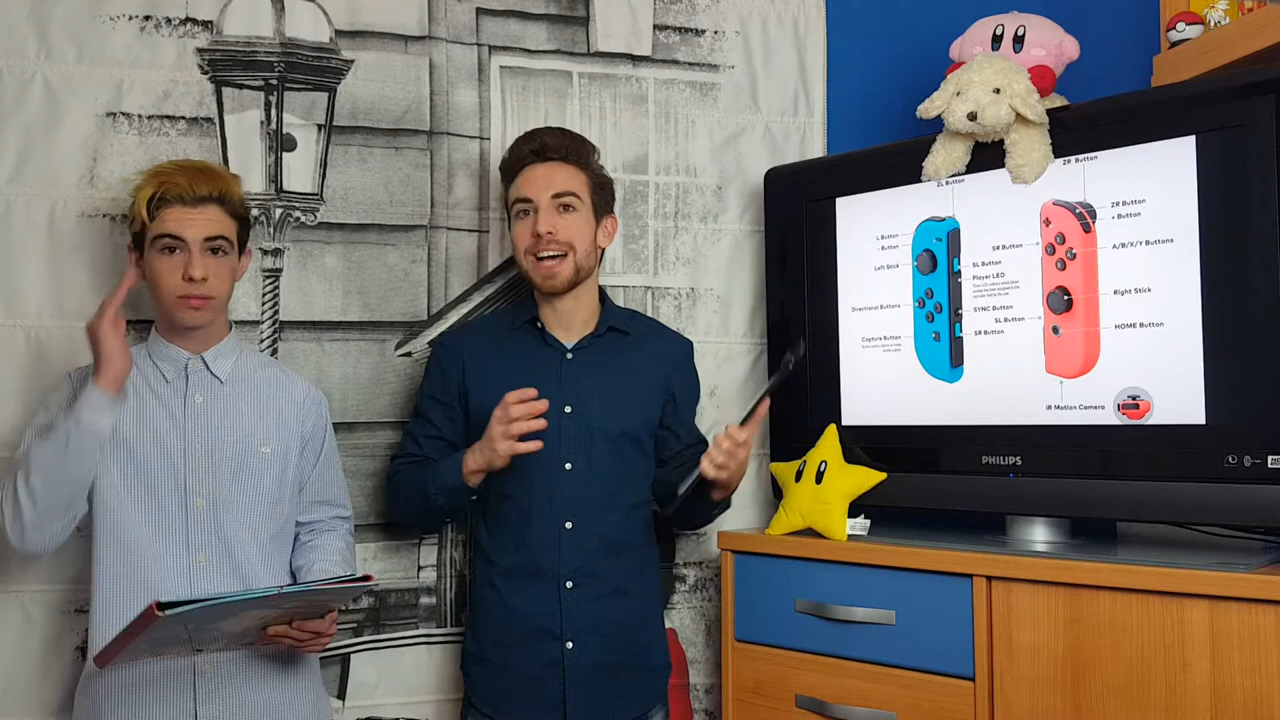 ZL Button
L Button
- Button
Left Stick
Directional Buttons
Capture Button
SL Button
Player LED
SYNC Button
SR Button
ZR Button
ZR Button
+ Button
SR Button
A/B/X/Y Buttons
Right Stick
SL Button
HOME Button
IR Motion Camera
PHILIPS